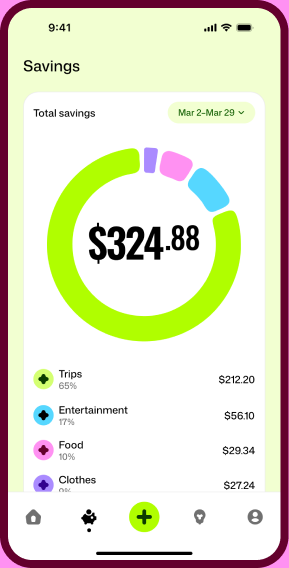 9:41
Savings
Total savings
Mar 2–Mar 29
$324.88
Trips
65%
$212.20
Entertainment
17%
$56.10
Food
10%
$29.34
Clothes
9%
$27.24